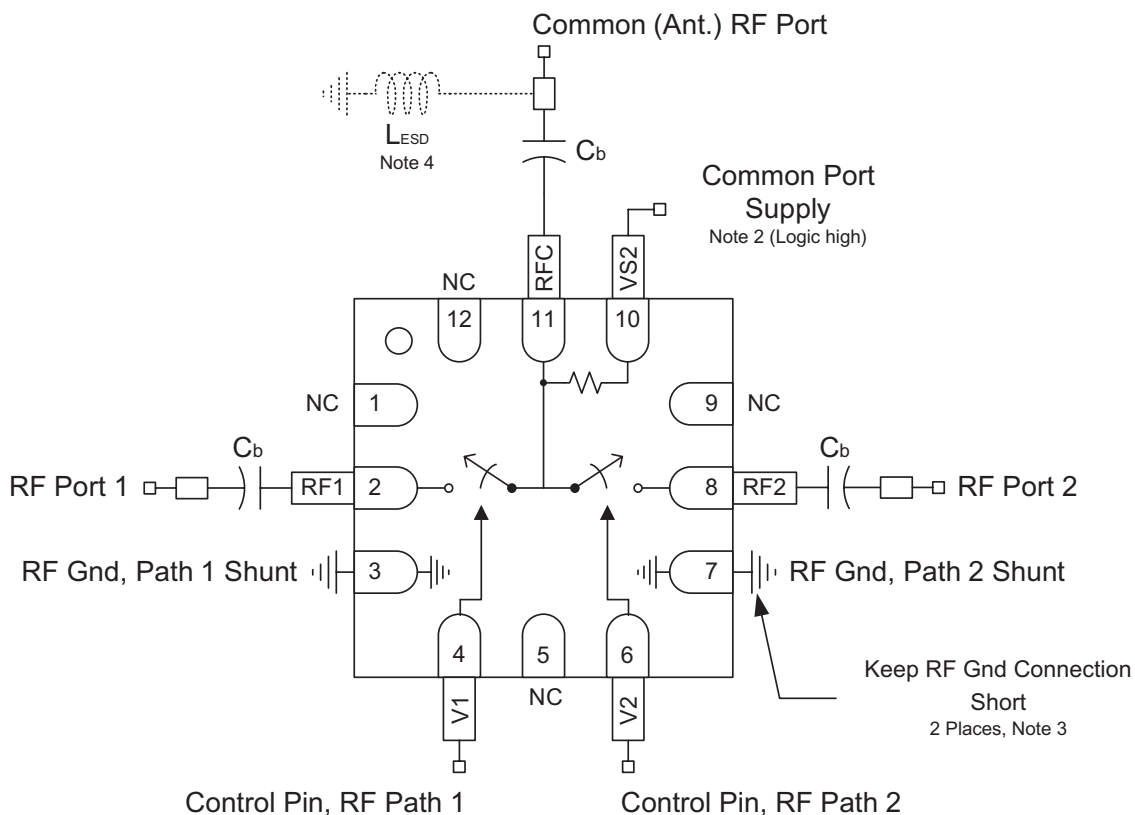 Common (Ant.) RF Port
LESD
Note 4
Cb
Common Port
Supply
Note 2 (Logic high)
RFC
VS2
NC
12
11
10
NC
1
9
NC
Cb
Cb
RF Port 1
RF1
2
8
RF2
RF Port 2
RF Gnd, Path 1 Shunt
3
7
RF Gnd, Path 2 Shunt
4
5
6
NC
V1
V2
Keep RF Gnd Connection
Short
2 Places, Note 3
Control Pin, RF Path 1
Control Pin, RF Path 2